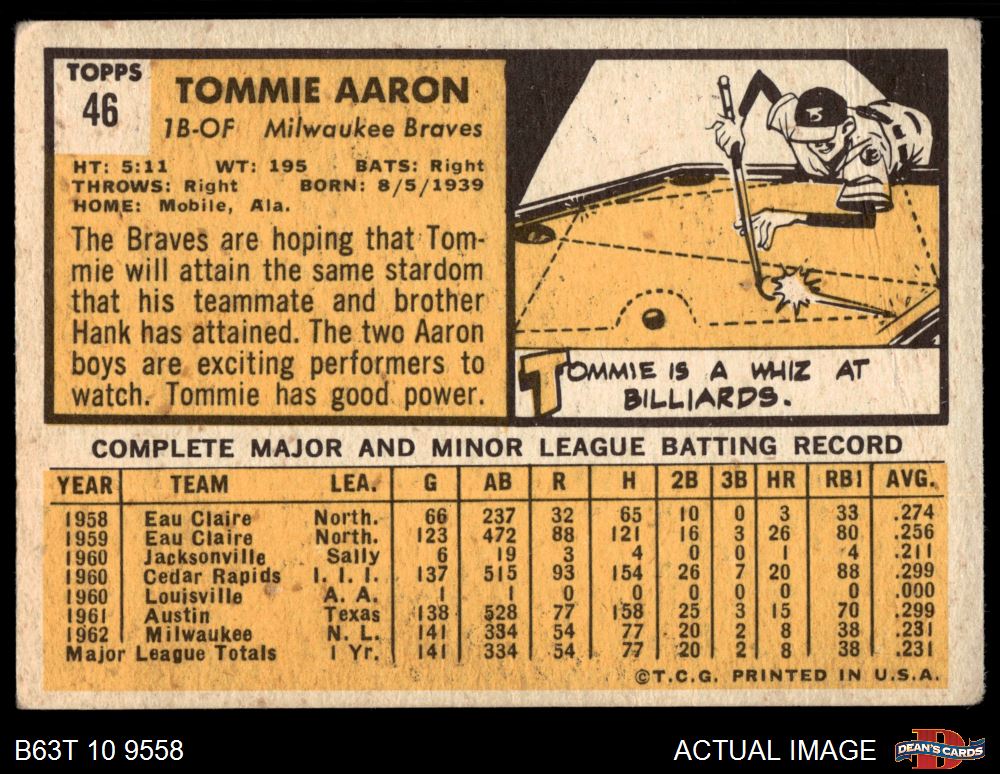 TOPPS
46
TOMMIE AARON
1B-OF Milwaukee Braves
HT: 5:11 WT: 195 BATS: Right
THROWS: Right BORN: 8/5/1939
HOME: Mobile, Ala.
The Braves are hoping that Tom-
mie will attain the same stardom
that his teammate and brother
Hank has attained. The two Aaron
boys are exciting performers to
watch. Tommie has good power.
TOMMIE IS A WHIZ AT
BILLIARDS.
COMPLETE MAJOR AND MINOR LEAGUE BATTING RECORD
YEAR TEAM LEA. G AB R H 2B 3B HR RBI AVG.
1958 Eau Claire North. 66 237 32 65 10 0 3 33 .274
1959 Eau Claire North. 123 472 88 121 16 3 26 80 .256
1960 Jacksonville Sally 6 19 3 4 0 0 1 4 .211
1960 Cedar Rapids I. I. I. 137 515 93 154 26 7 20 88 .299
1960 Louisville A. A. 1 1 0 0 0 0 0 0 .000
1961 Austin Texas 138 528 77 158 25 3 15 70 .299
1962 Milwaukee N. L. 141 334 54 77 20 2 8 38 .231
Major League Totals 1 Yr. 141 334 54 77 20 2 8 38 .231
©T.C.G. PRINTED IN U.S.A.
B63T 10 9558
ACTUAL IMAGE
D
DEAN'S CARDS